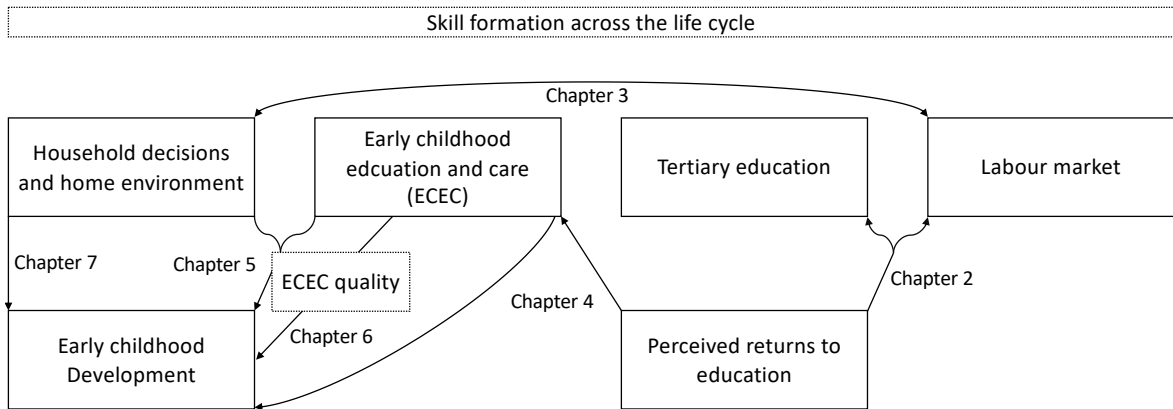 Skill formation across the life cycle
Chapter 3
Household decisions
and home environment
Early childhood
edcuation and care
(ECEC)
Tertiary education
Labour market
Chapter 7
Chapter 5
ECEC quality
Chapter 4
Chapter 2
Chapter 6
Early childhood
Development
Perceived returns to
education